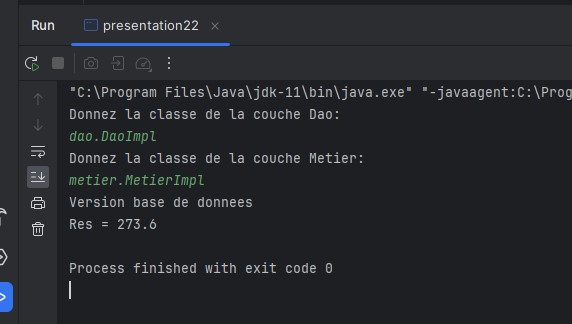 Run presentation22
"C:\Program Files\Java\jdk-11\bin\java.exe" "-javaagent:C:\Prog
Donnez la classe de la couche Dao:
dao.DaoImpl
Donnez la classe de la couche Metier:
metier.MetierImpl
Version base de donnees
Res = 273.6
Process finished with exit code 0